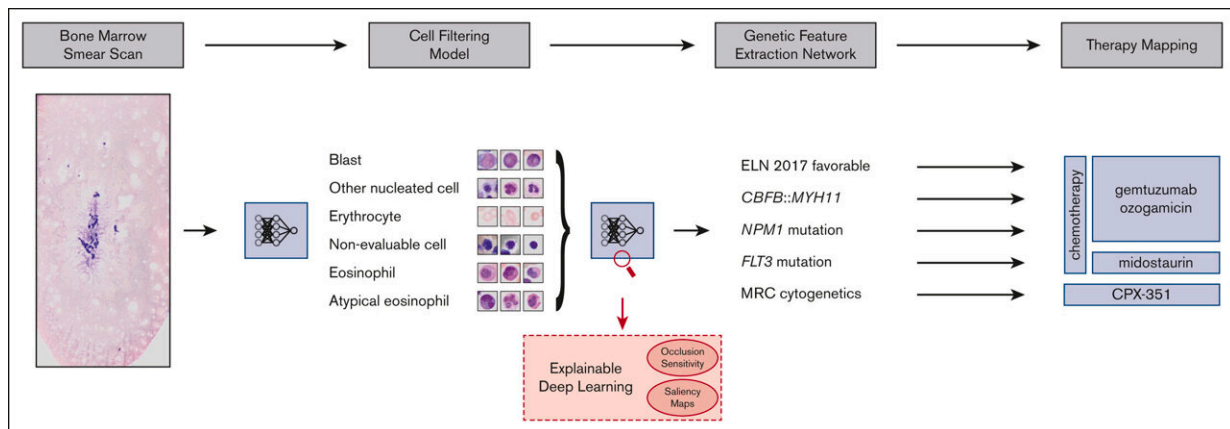 Bone Marrow
Smear Scan
Cell Filtering
Model
Genetic Feature
Extraction Network
Therapy Mapping
Blast
Other nucleated cell
Erythrocyte
Non-evaluable cell
Eosinophil
Atypical eosinophil
ELN 2017 favorable
CBFB::MYH11
NPM1 mutation
FLT3 mutation
MRC cytogenetics
chemotherapy
gemtuzumab
ozogamicin
midostaurin
CPX-351
Explainable
Deep Learning
Occlusion
Sensitivity
Saliency
Maps